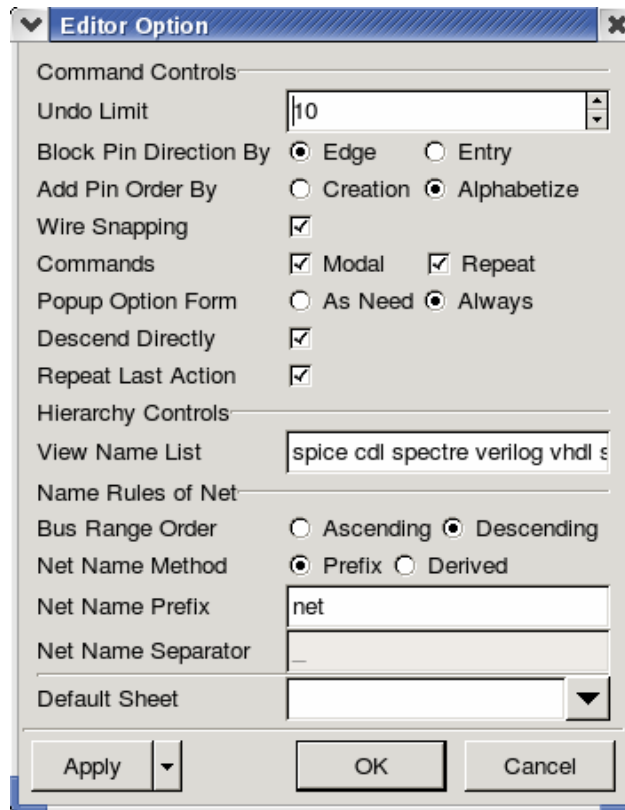 Editor Option
Command Controls
Undo Limit 10
Block Pin Direction By Edge Entry
Add Pin Order By Creation Alphabetize
Wire Snapping
Commands Modal Repeat
Popup Option Form As Need Always
Descend Directly
Repeat Last Action
Hierarchy Controls
View Name List spice cdl spectre verilog vhdl s
Name Rules of Net
Bus Range Order Ascending Descending
Net Name Method Prefix Derived
Net Name Prefix net
Net Name Separator _
Default Sheet
Apply OK Cancel